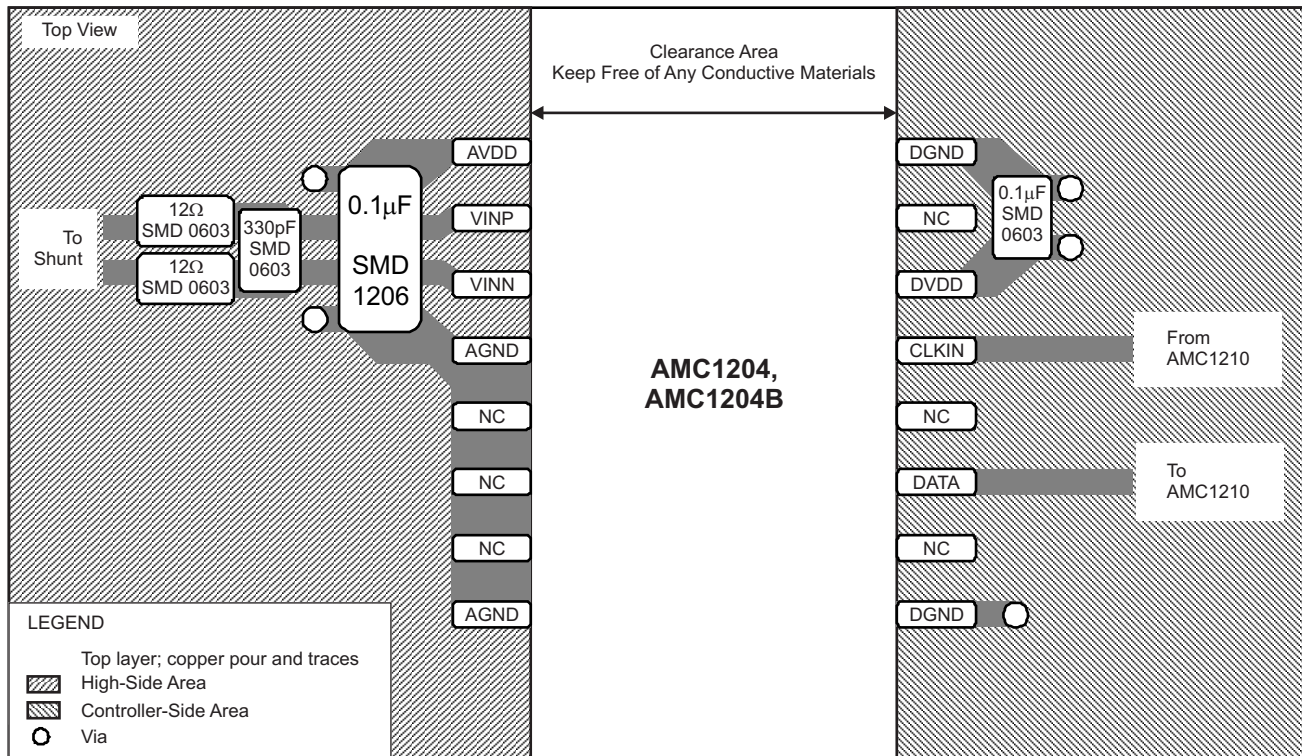 Top View
Clearance Area
Keep Free of Any Conductive Materials
AVDD
VINP
VINN
AGND
NC
NC
NC
AGND
12Ω
SMD 0603
12Ω
SMD 0603
330pF
SMD
0603
0.1μF
SMD
1206
To
Shunt
AMC1204,
AMC1204B
DGND
NC
DVDD
CLKIN
NC
DATA
NC
DGND
0.1μF
SMD
0603
From
AMC1210
To
AMC1210
LEGEND
Top layer; copper pour and traces
High-Side Area
Controller-Side Area
Via